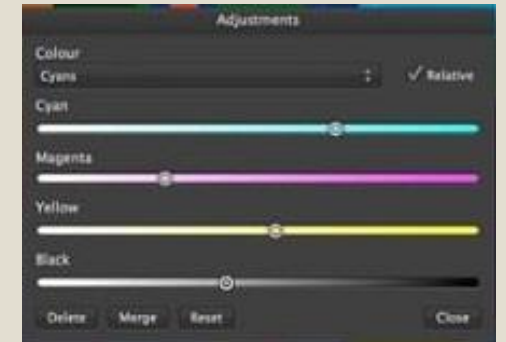 Adjustments
Colour
Cyans
✓ Relative
Cyan
Magenta
Yellow
Black
Delete Merge Reset Close